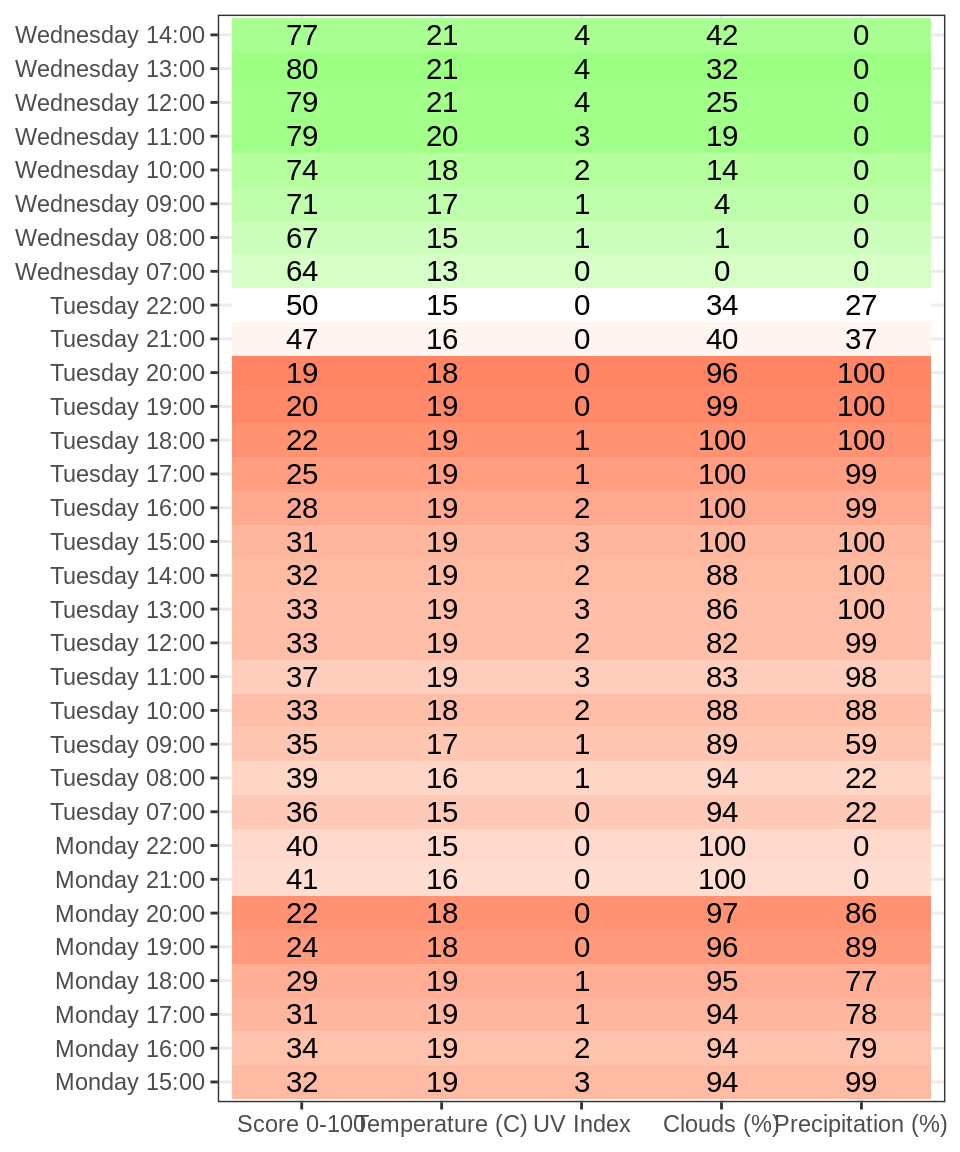 Wednesday 14:00 77 21 4 42 0
Wednesday 13:00 80 21 4 32 0
Wednesday 12:00 79 21 4 25 0
Wednesday 11:00 79 20 3 19 0
Wednesday 10:00 74 18 2 14 0
Wednesday 09:00 71 17 1 4 0
Wednesday 08:00 67 15 1 1 0
Wednesday 07:00 64 13 0 0 0
Tuesday 22:00 50 15 0 34 27
Tuesday 21:00 47 16 0 40 37
Tuesday 20:00 19 18 0 96 100
Tuesday 19:00 20 19 0 99 100
Tuesday 18:00 22 19 1 100 100
Tuesday 17:00 25 19 1 100 99
Tuesday 16:00 28 19 2 100 99
Tuesday 15:00 31 19 3 100 100
Tuesday 14:00 32 19 2 88 100
Tuesday 13:00 33 19 3 86 100
Tuesday 12:00 33 19 2 82 99
Tuesday 11:00 37 19 3 83 98
Tuesday 10:00 33 18 2 88 88
Tuesday 09:00 35 17 1 89 59
Tuesday 08:00 39 16 1 94 22
Tuesday 07:00 36 15 0 94 22
Monday 22:00 40 15 0 100 0
Monday 21:00 41 16 0 100 0
Monday 20:00 22 18 0 97 86
Monday 19:00 24 18 0 96 89
Monday 18:00 29 19 1 95 77
Monday 17:00 31 19 1 94 78
Monday 16:00 34 19 2 94 79
Monday 15:00 32 19 3 94 99
Score 0-100 Temperature (C) UV Index Clouds (%) Precipitation (%)